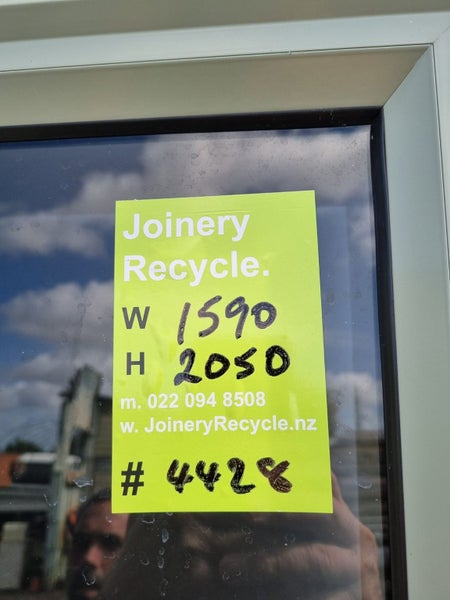 Joinery
Recycle.
W 1590
H 2050
m. 022 094 8508
w. JoineryRecycle.nz
# 4428